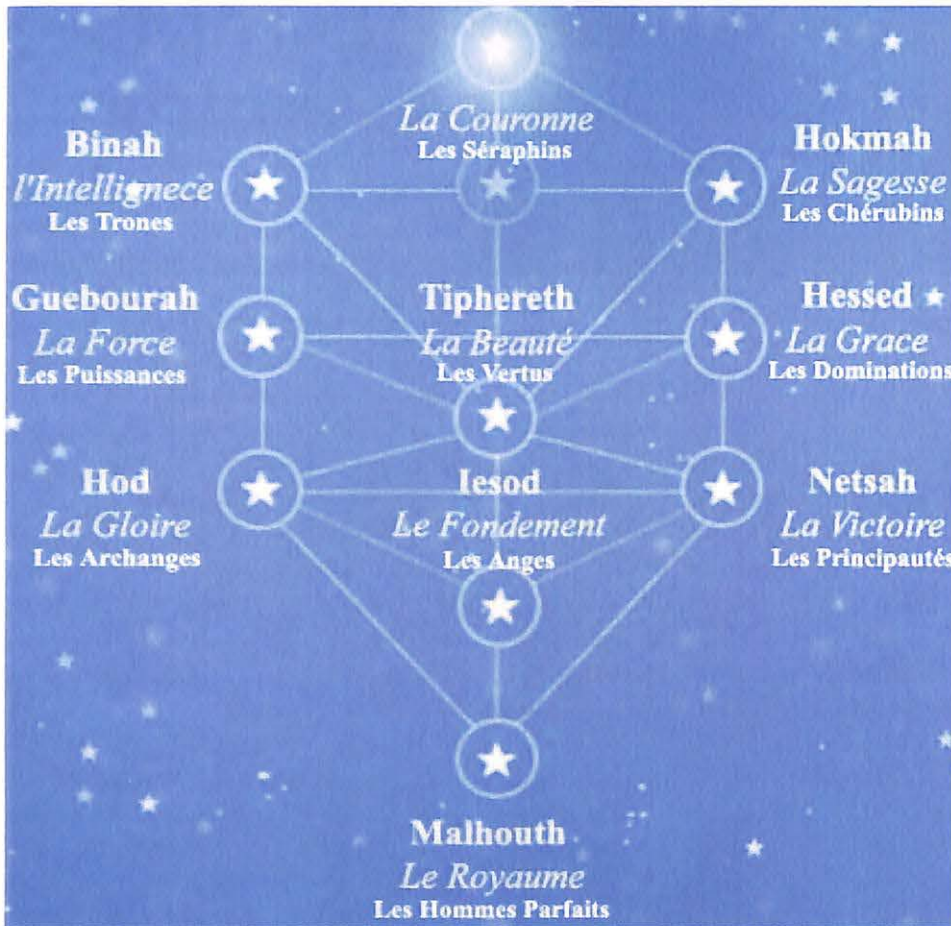 La Couronne
Les Séraphins
Binah
l'Intellignece
Les Trones
Hokmah
La Sagesse
Les Chérubins
Guebourah
La Force
Les Puissances
Tiphereth
La Beauté
Les Vertus
Hessed
La Grace
Les Dominations
Hod
La Gloire
Les Archanges
Iesod
Le Fondement
Les Anges
Netsah
La Victoire
Les Principautés
Malhouth
Le Royaume
Les Hommes Parfaits